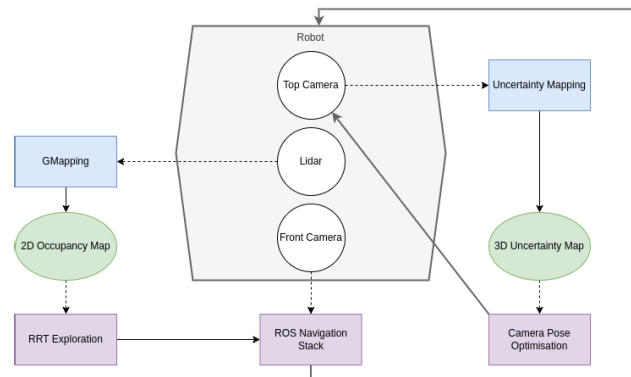 Robot
Top Camera
Uncertainty Mapping
GMapping
Lidar
Front Camera
2D Occupancy Map
3D Uncertainty Map
RRT Exploration
ROS Navigation
Stack
Camera Pose
Optimisation